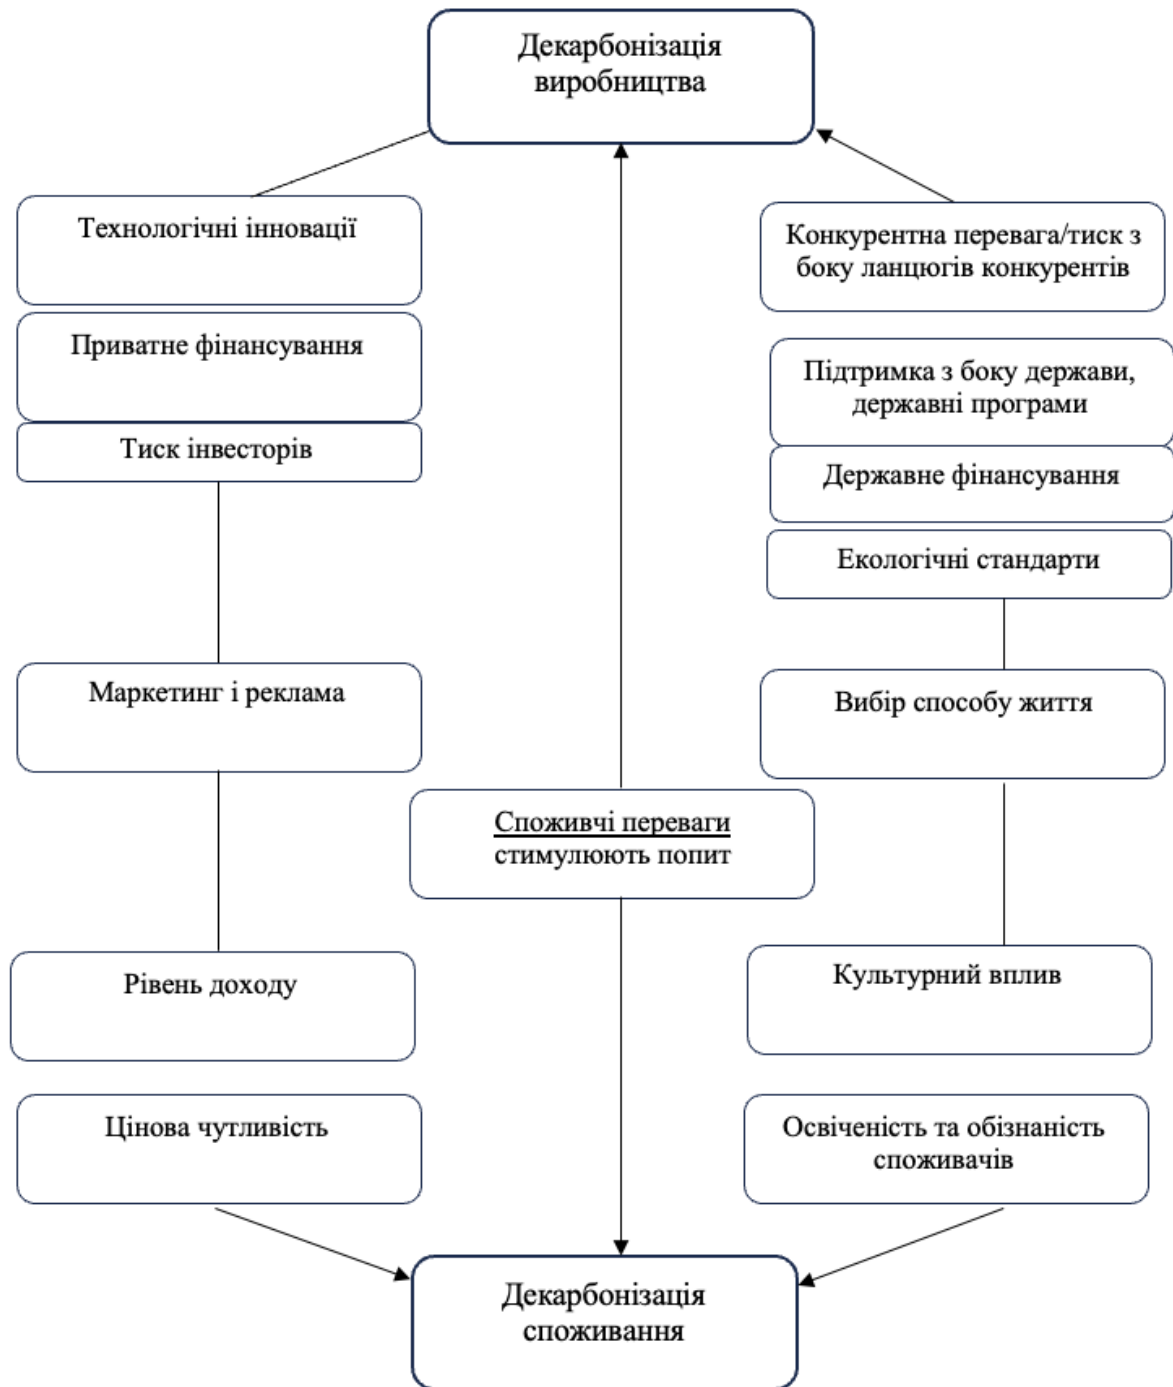 Декарбонізація
виробництва
Технологічні інновації
Конкурентна перевага/тиск з
боку ланцюгів конкурентів
Приватне фінансування
Підтримка з боку держави,
державні програми
Тиск інвесторів
Державне фінансування
Екологічні стандарти
Маркетинг і реклама
Вибір способу життя
Споживчі переваги
стимулюють попит
Рівень доходу
Культурний вплив
Цінова чутливість
Освіченість та обізнаність
споживачів
Декарбонізація
споживання